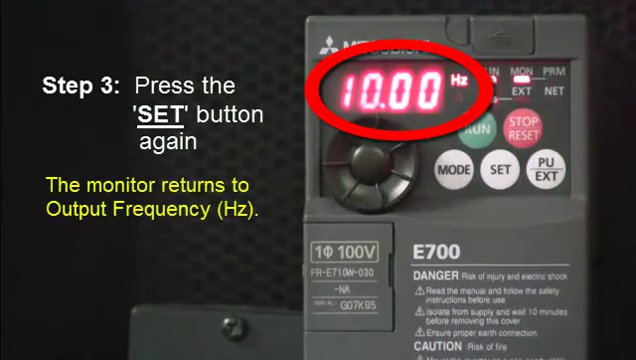 Step 3: Press the
'SET' button
again
The monitor returns to
Output Frequency (Hz).
MITSUBISHI
10.00 Hz
RUN MON PRM
EXT NET
RUN
STOP
RESET
MODE
SET
PU
EXT
1Φ 100V
FR-E710W-030
-NA
SERIAL: G07K95
E700
DANGER Risk of injury and electric shock
Read the manual and follow the safety
instructions before use
Isolate from supply and wait 10 minutes
before removing this cover
Ensure proper earth connection
CAUTION Risk of fire